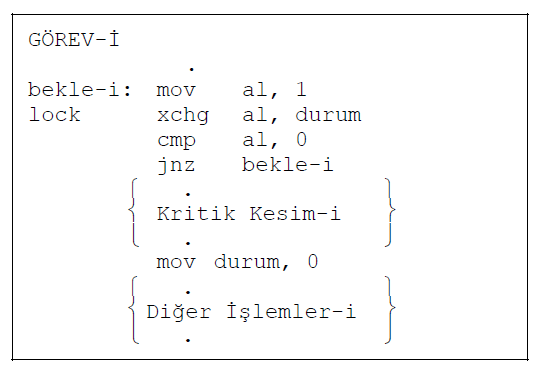 GÖREV-İ
.
bekle-i: mov al, 1
lock xchg al, durum
cmp al, 0
jnz bekle-i
.
Kritik Kesim-i
.
mov durum, 0
.
Diğer İşlemler-i
.